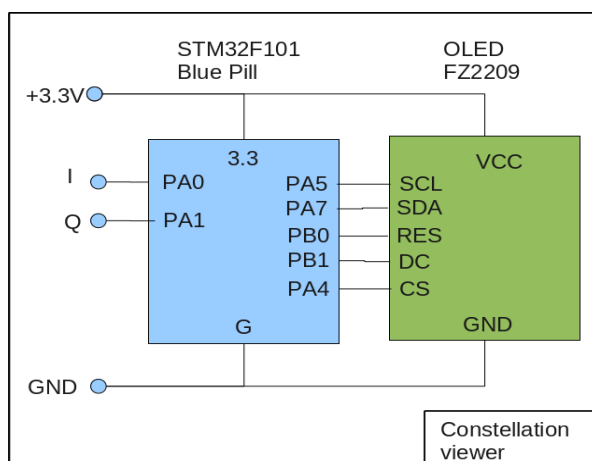 STM32F101
Blue Pill
OLED
FZ2209
+3.3V
3.3
VCC
I
PA0
PA5
SCL
Q
PA1
PA7
SDA
PB0
RES
PB1
DC
PA4
CS
G
GND
GND
Constellation
viewer